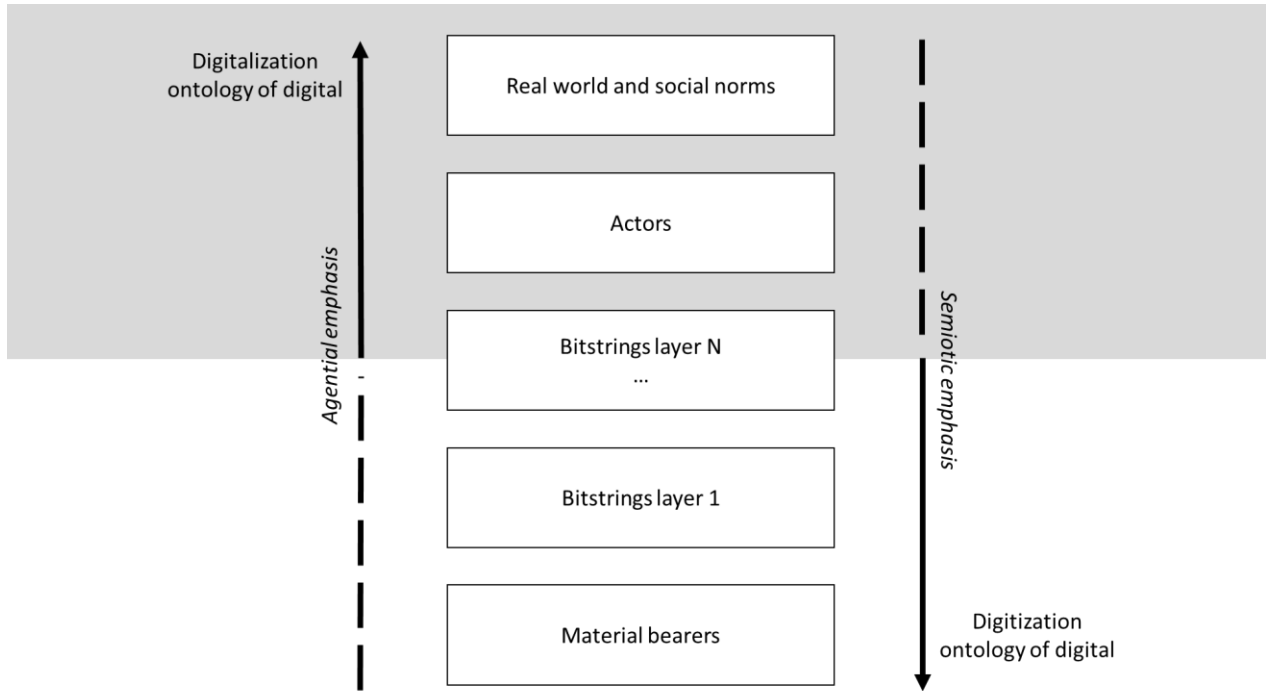 Digitalization
ontology of digital
Real world and social norms
Actors
Agential emphasis
Semiotic emphasis
Bitstrings layer N
...
Bitstrings layer 1
Material bearers
Digitization
ontology of digital